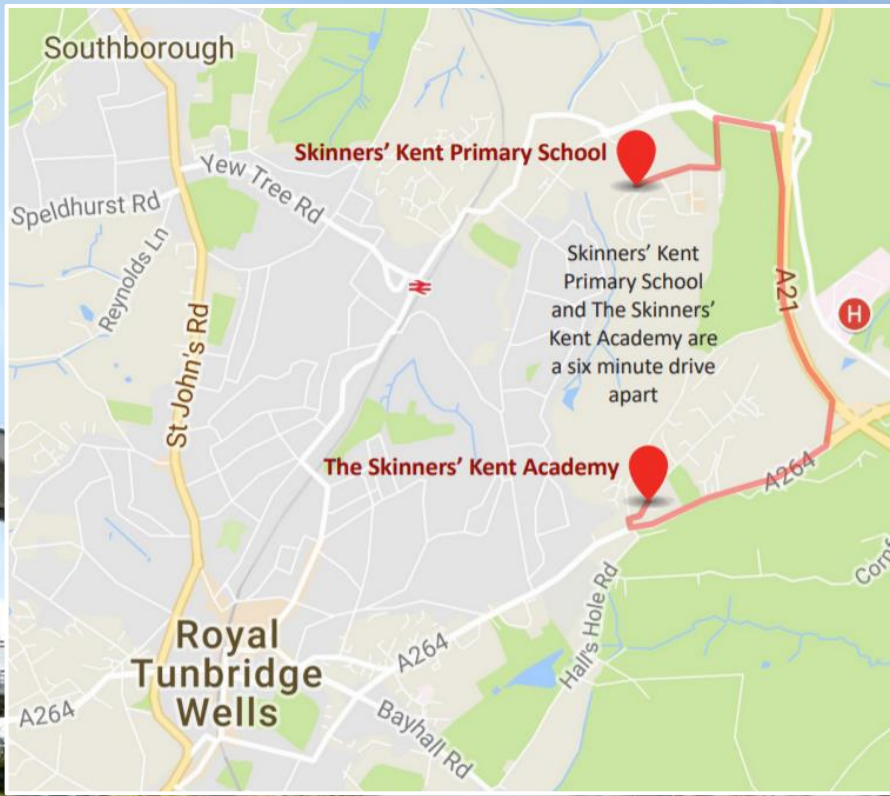 Southborough
Skinners' Kent Primary School
Yew Tree Rd
Speldhurst Rd
Reynolds Ln
Skinners' Kent
Primary School
and The Skinners'
Kent Academy are
a six minute drive
apart
A21
H
St John's Rd
The Skinners' Kent Academy
A264
Hall's Hole Rd
Royal
Tunbridge
Wells
A264
Bayhall Rd
A264